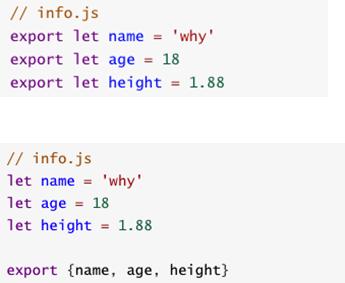 // info.js
export let name = 'why'
export let age = 18
export let height = 1.88
// info.js
let name = 'why'
let age = 18
let height = 1.88
export {name, age, height}